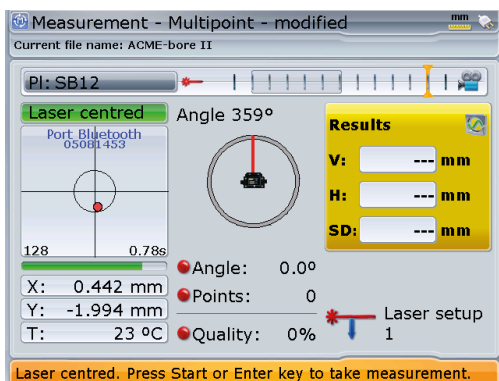 Measurement - Multipoint - modified
mm
Current file name: ACME-bore II
Pl: SB12
Laser centred
Angle 359º
Port Bluetooth
05081453
128
0.78s
X: 0.442 mm
Y: -1.994 mm
T: 23 ºC
Angle: 0.0º
Points: 0
Quality: 0%
Results
V: --- mm
H: --- mm
SD: --- mm
Laser setup
1
Laser centred. Press Start or Enter key to take measurement.